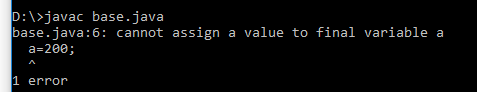 D:\>javac base.java
base.java:6: cannot assign a value to final variable a
  a=200;
  ^
1 error